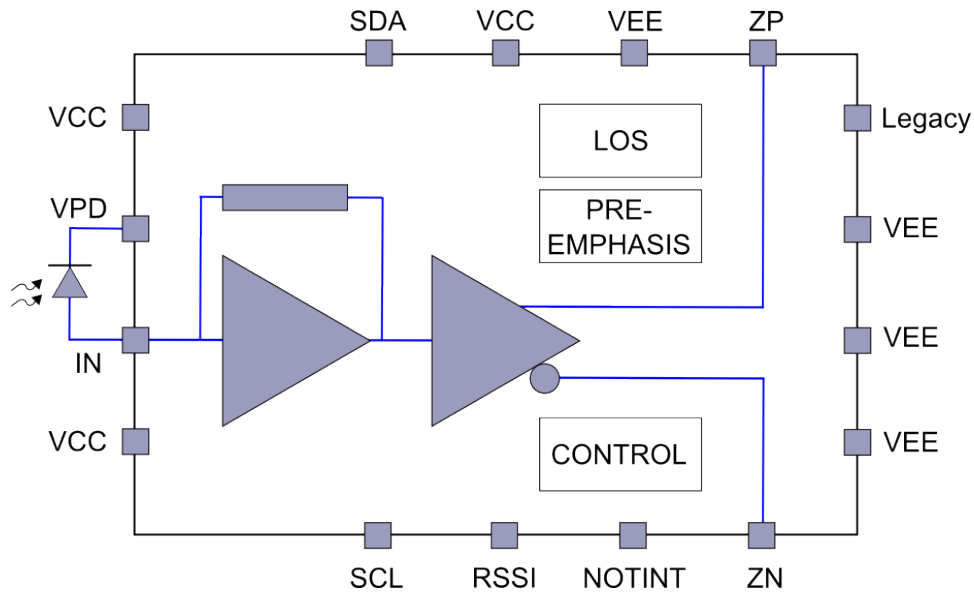 SDA
VCC
VEE
ZP
VCC
LOS
Legacy
VPD
PRE-
EMPHASIS
VEE
IN
VEE
VCC
CONTROL
VEE
SCL
RSSI
NOTINT
ZN